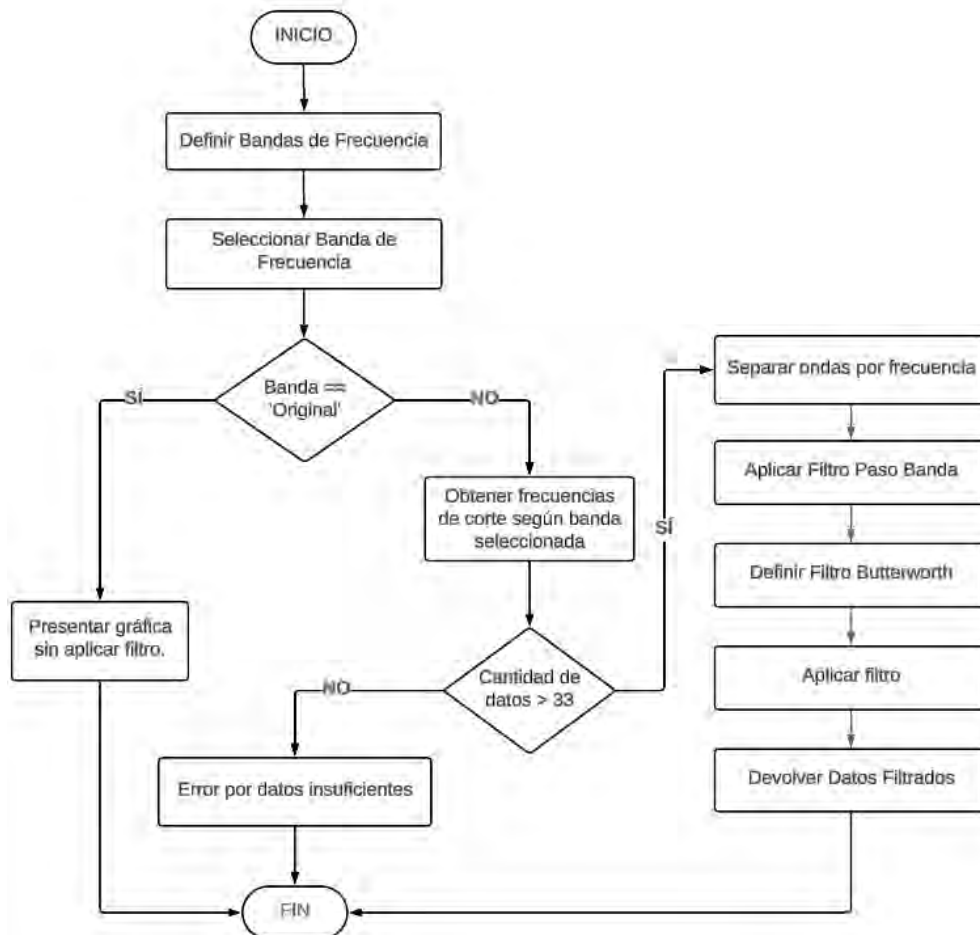 INICIO
Definir Bandas de Frecuencia
Seleccionar Banda de
Frecuencia
Banda ==
'Original'
SÍ
NO
Obtener frecuencias
de corte según banda
seleccionada
Presentar gráfica
sin aplicar filtro.
Cantidad de
datos > 33
NO
SÍ
Error por datos insuficientes
Separar ondas por frecuencia
Aplicar Filtro Paso Banda
Definir Filtro Butterworth
Aplicar filtro
Devolver Datos Filtrados
FIN